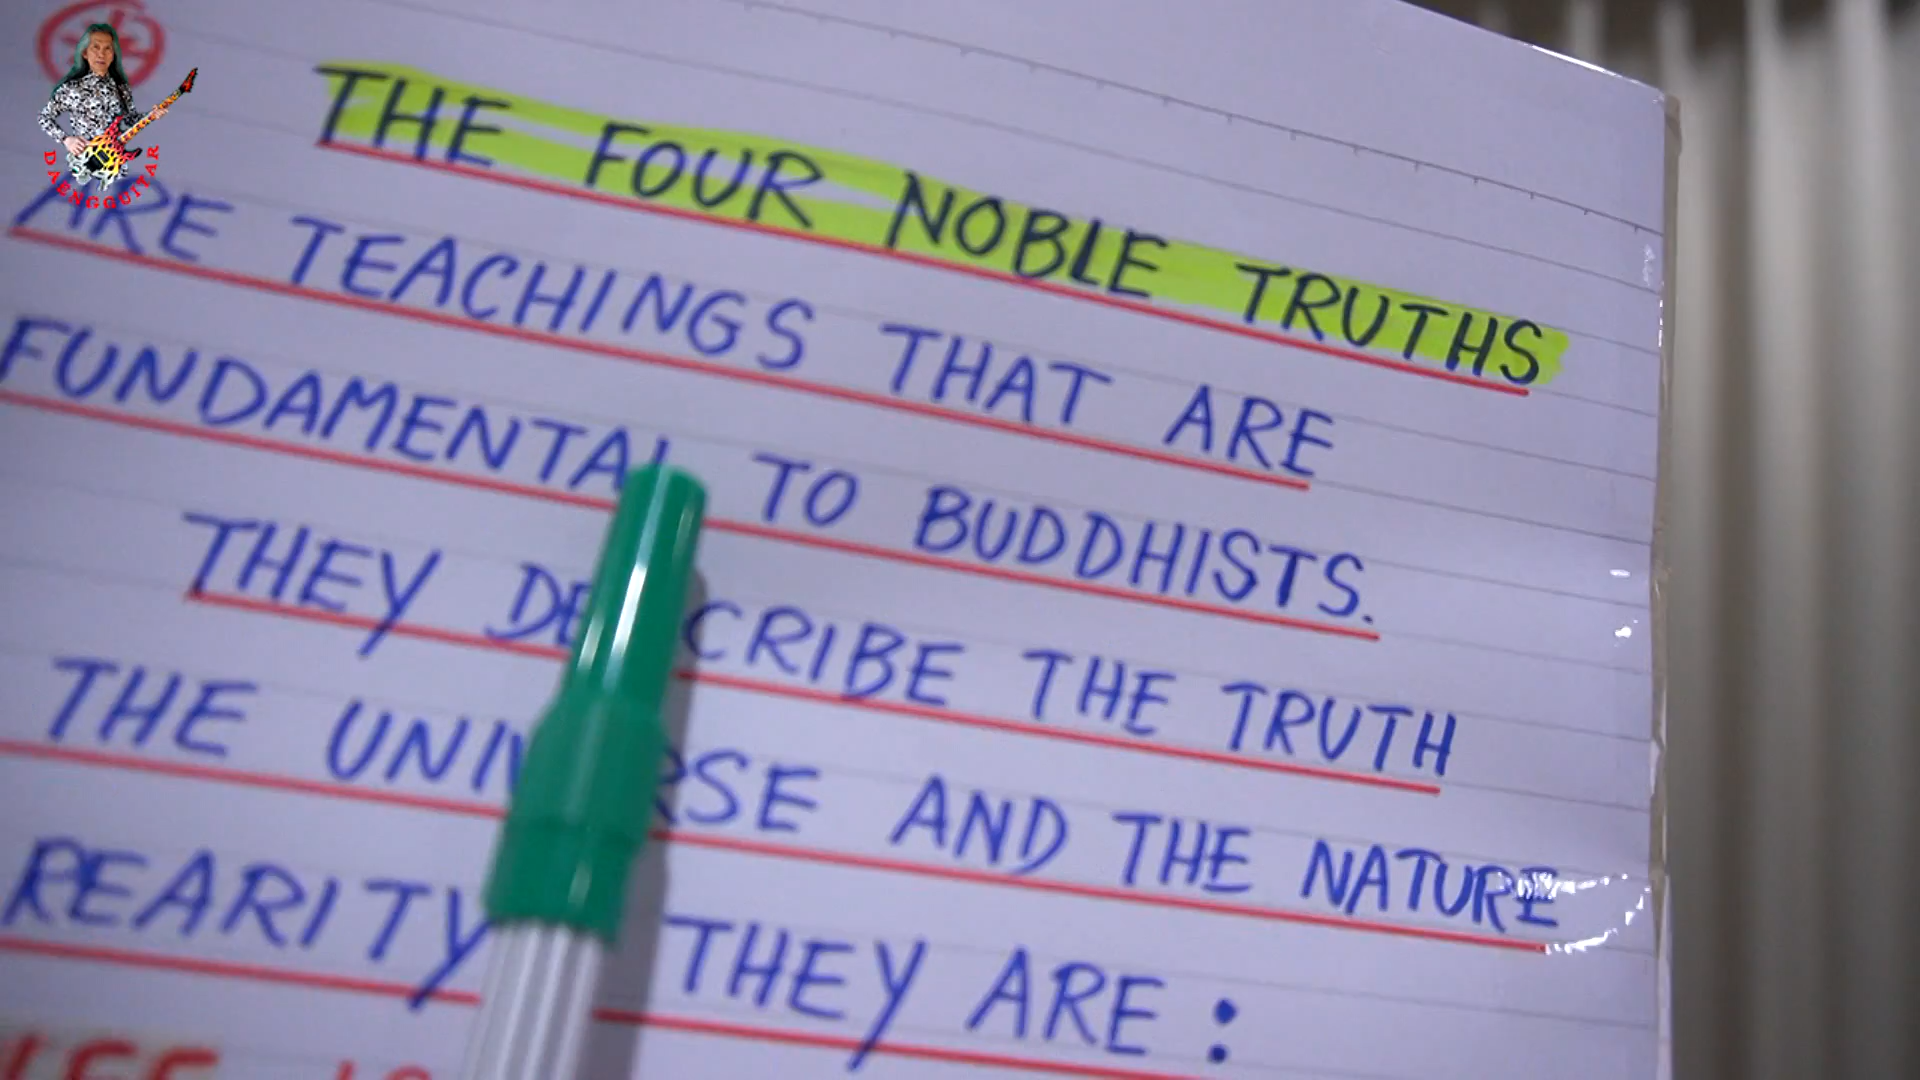 DAENGGUITAR
THE FOUR NOBLE TRUTHS
ARE TEACHINGS THAT ARE
FUNDAMENTAL TO BUDDHISTS.
THEY DESCRIBE THE TRUTH
THE UNIVERSE AND THE NATURE
REARITY THEY ARE: